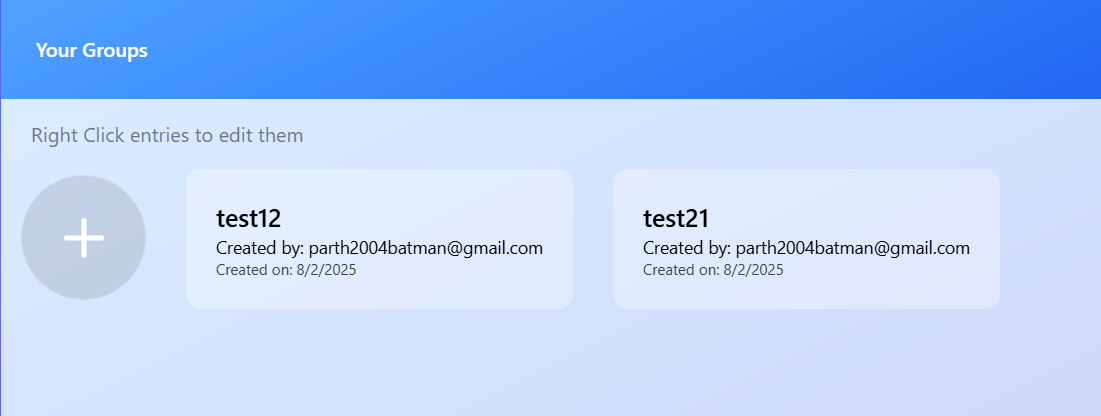 Your Groups
Right Click entries to edit them
test12
Created by: parth2004batman@gmail.com
Created on: 8/2/2025
test21
Created by: parth2004batman@gmail.com
Created on: 8/2/2025